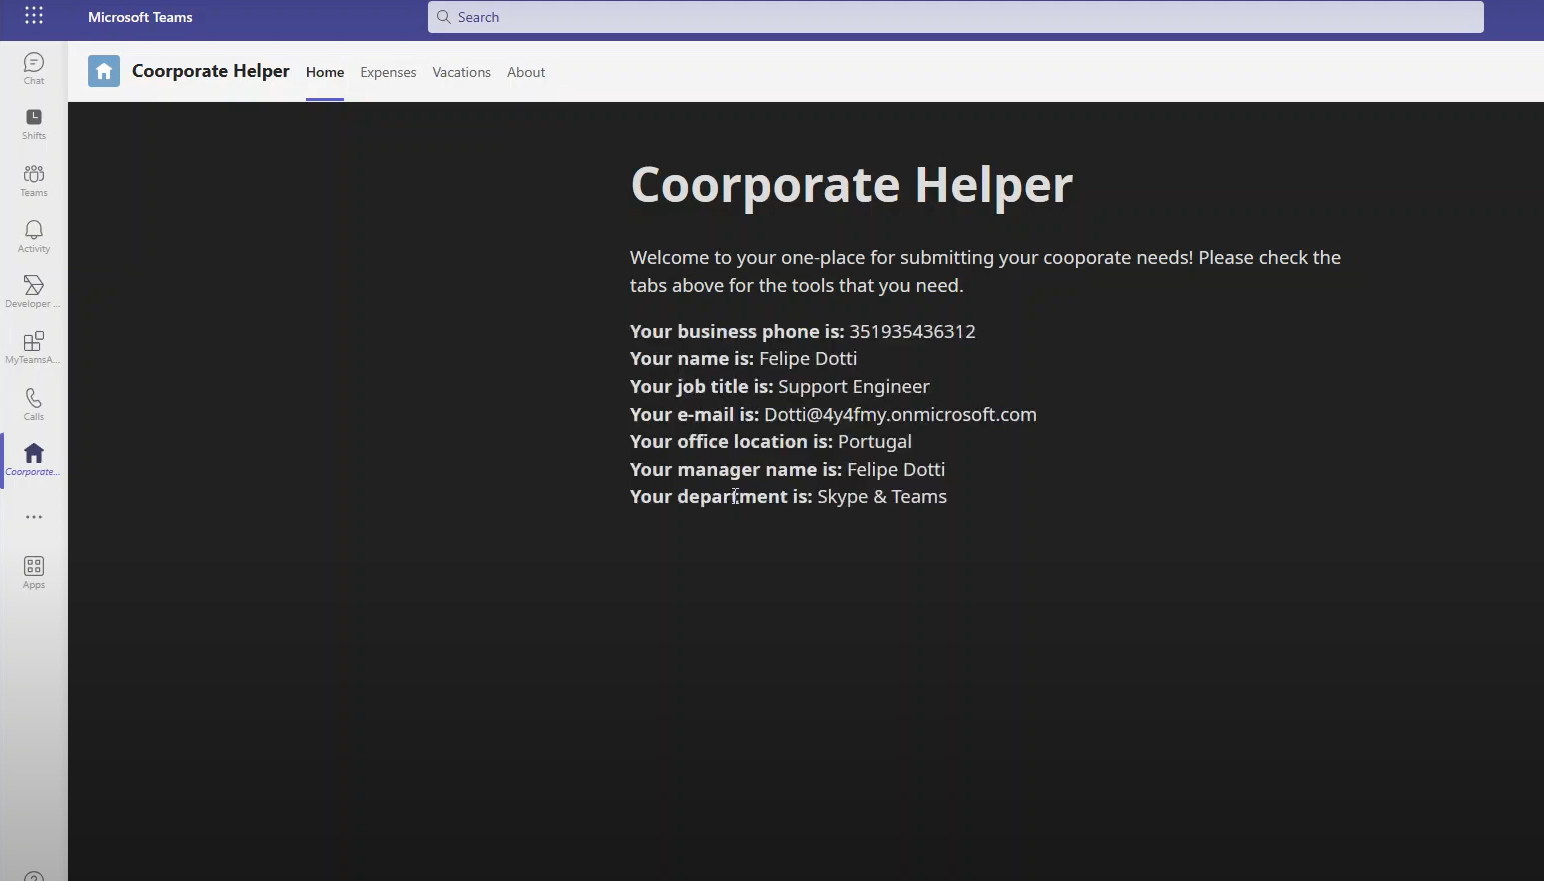 Microsoft Teams
Search
Chat
Shifts
Teams
Activity
Developer ...
MyTeamsA...
Calls
Coorporate...
Apps
Coorporate Helper
Home
Expenses
Vacations
About
Coorporate Helper
Welcome to your one-place for submitting your cooporate needs! Please check the
tabs above for the tools that you need.
Your business phone is: 351935436312
Your name is: Felipe Dotti
Your job title is: Support Engineer
Your e-mail is: Dotti@4y4fmy.onmicrosoft.com
Your office location is: Portugal
Your manager name is: Felipe Dotti
Your department is: Skype & Teams